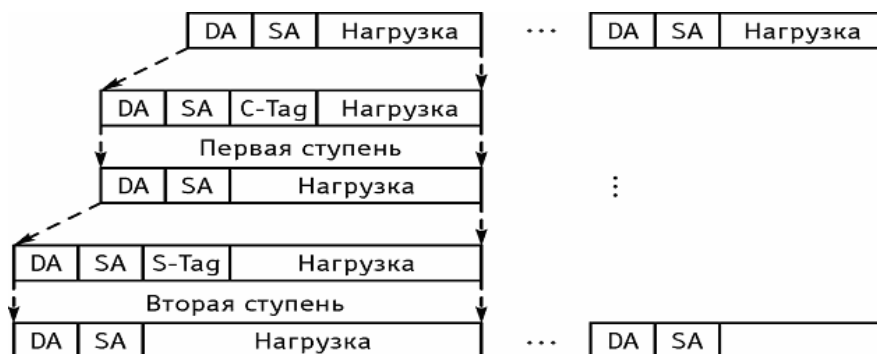 DA SA Нагрузка ... DA SA Нагрузка
DA SA C-Tag Нагрузка
Первая ступень
DA SA Нагрузка ⋮
DA SA S-Tag Нагрузка
Вторая ступень
DA SA Нагрузка ... DA SA